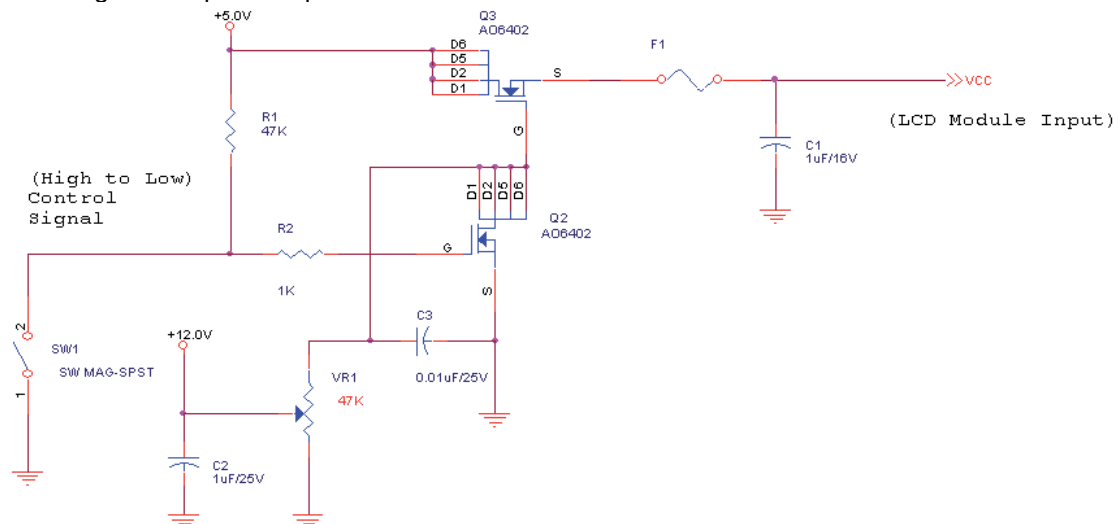 +5.0V
Q3
AO6402
D6
D5
D2
D1
S
G
F1
VCC
(LCD Module Input)
C1
1uF/16V
R1
47K
(High to Low)
Control
Signal
D1
D2
D5
D6
Q2
AO6402
G
S
R2
1K
2
SW1
SW MAG-SPST
1
+12.0V
C3
0.01uF/25V
VR1
47K
C2
1uF/25V